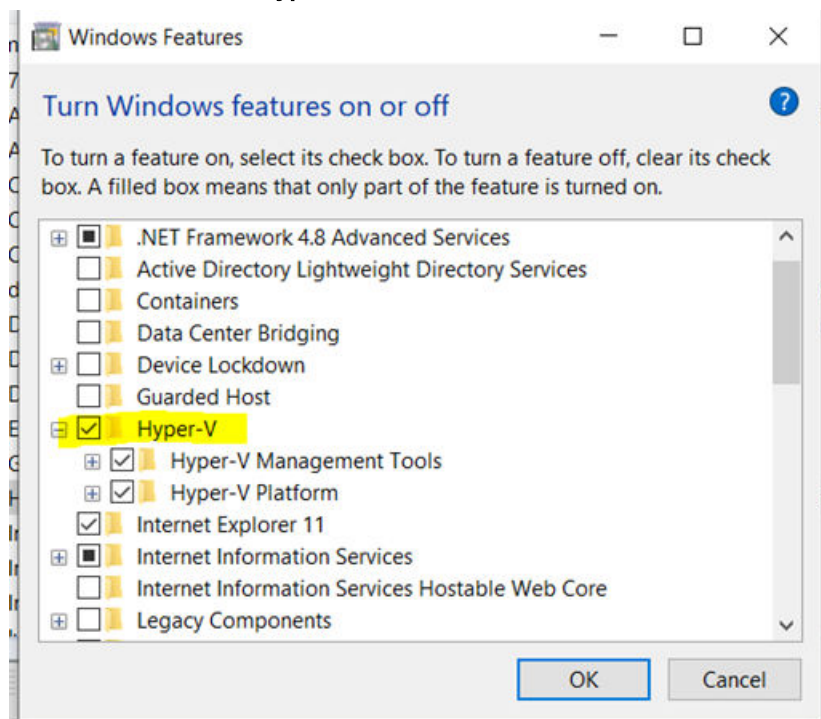 Windows Features
Turn Windows features on or off
To turn a feature on, select its check box. To turn a feature off, clear its check
box. A filled box means that only part of the feature is turned on.
.NET Framework 4.8 Advanced Services
Active Directory Lightweight Directory Services
Containers
Data Center Bridging
Device Lockdown
Guarded Host
Hyper-V
Hyper-V Management Tools
Hyper-V Platform
Internet Explorer 11
Internet Information Services
Internet Information Services Hostable Web Core
Legacy Components
OK
Cancel